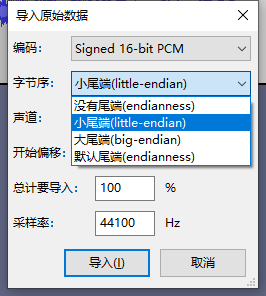 导入原始数据
编码： Signed 16-bit PCM
字节序： 小尾端(little-endian)
没有尾端(endianness)
声道： 小尾端(little-endian)
大尾端(big-endian)
开始偏移： 默认尾端(endianness)
总计要导入： 100 %
采样率： 44100 Hz
导入(I) 取消